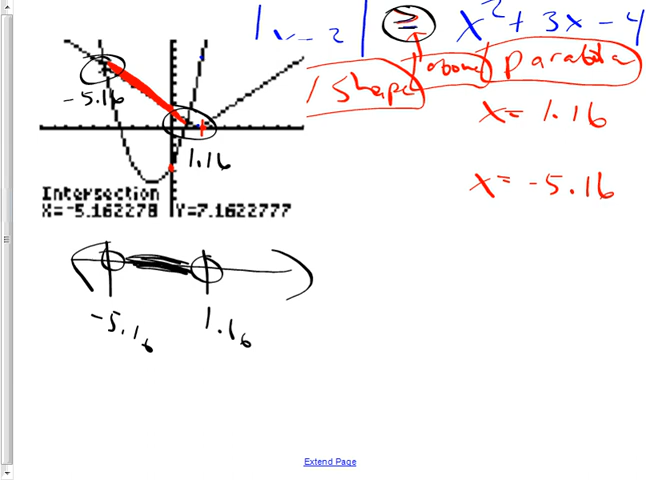 |x-2| ≥ x² + 3x - 4
Shape above parabola
x = 1.16
x = -5.16
-5.16
1.16
Intersection
X=-5.162278 Y=7.1622777
-5.16 1.16
Extend Page